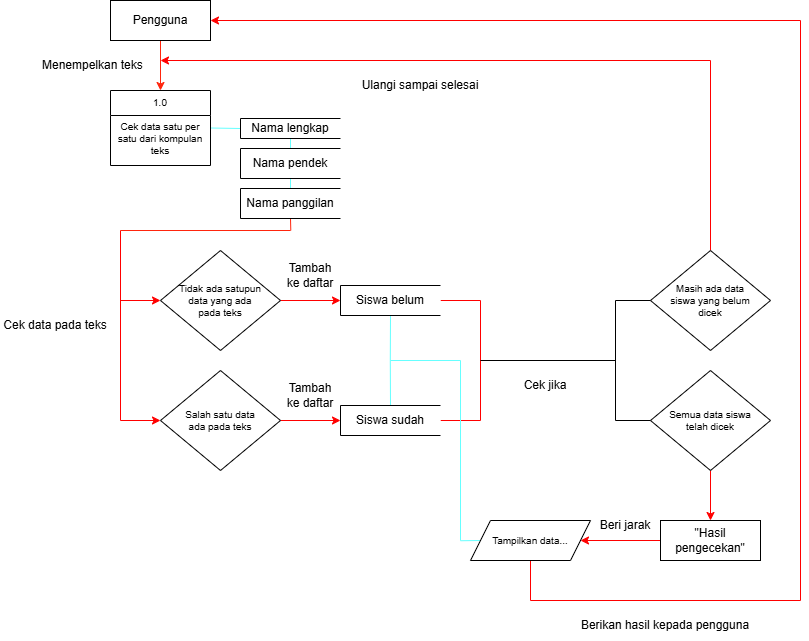 Pengguna
Menempelkan teks
Ulangi sampai selesai
1.0
Cek data satu per
satu dari kompulan
teks
Nama lengkap
Nama pendek
Nama panggilan
Tidak ada satupun
data yang ada
pada teks
Tambah
ke daftar
Siswa belum
Masih ada data
siswa yang belum
dicek
Cek data pada teks
Cek jika
Salah satu data
ada pada teks
Tambah
ke daftar
Siswa sudah
Semua data siswa
telah dicek
Tampilkan data...
Beri jarak
"Hasil
pengecekan"
Berikan hasil kepada pengguna